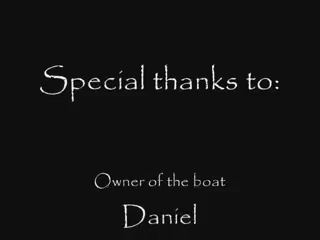 Special thanks to:
Owner of the boat
Daniel